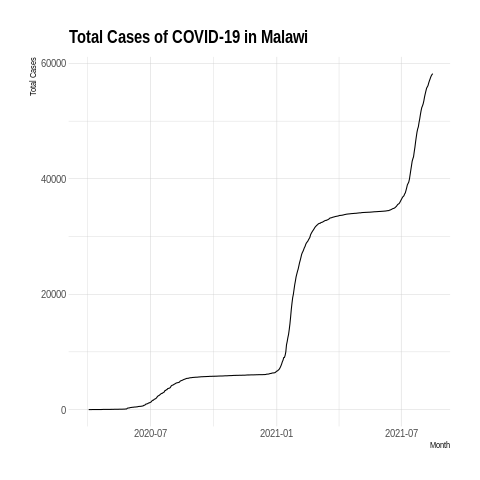 Total Cases of COVID-19 in Malawi
Total Cases
60000
40000
20000
0
2020-07
2021-01
2021-07
Month